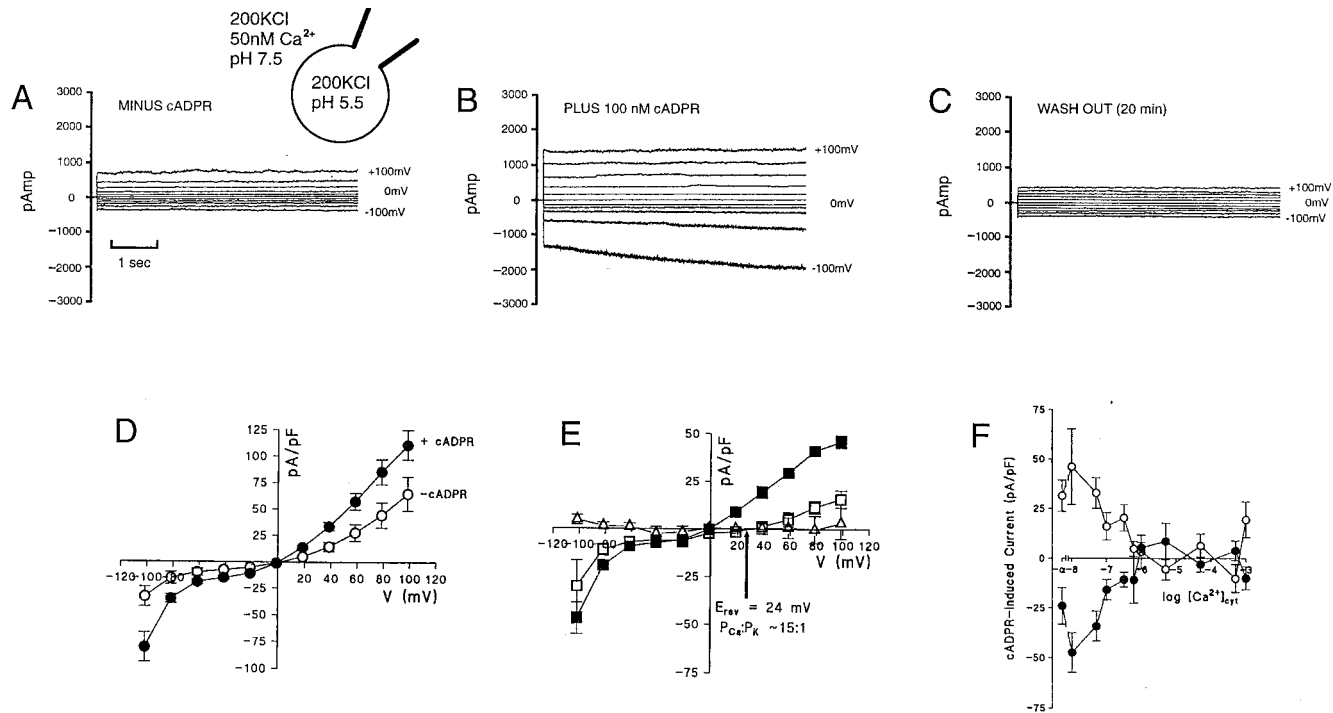 200KCl
50nM Ca²⁺
pH 7.5
200KCl
pH 5.5
A
MINUS cADPR
3000
2000
1000
0
−1000
−2000
−3000
pAmp
+100mV
0mV
-100mV
1 sec
B
PLUS 100 nM cADPR
3000
2000
1000
0
−1000
−2000
−3000
pAmp
+100mV
0mV
-100mV
C
WASH OUT (20 min)
3000
2000
1000
0
−1000
−2000
−3000
pAmp
+100mV
0mV
-100mV
D
125
100
75
50
25
pA/pF
+ cADPR
−cADPR
−120 −100 −80
20 40 60 80 100 120
V (mV)
−25
−50
−75
−100
E
50
25
pA/pF
−120 −100 −80
20 40 60 80 100 120
V (mV)
−25
−50
−75
E_rev = 24 mV
P_Ca:P_K ~15:1
F
75
50
25
0
−25
−50
−75
cADPR-Induced Current (pA/pF)
−8 −7 −6 −5 −4 −3
log [Ca²⁺]cyt